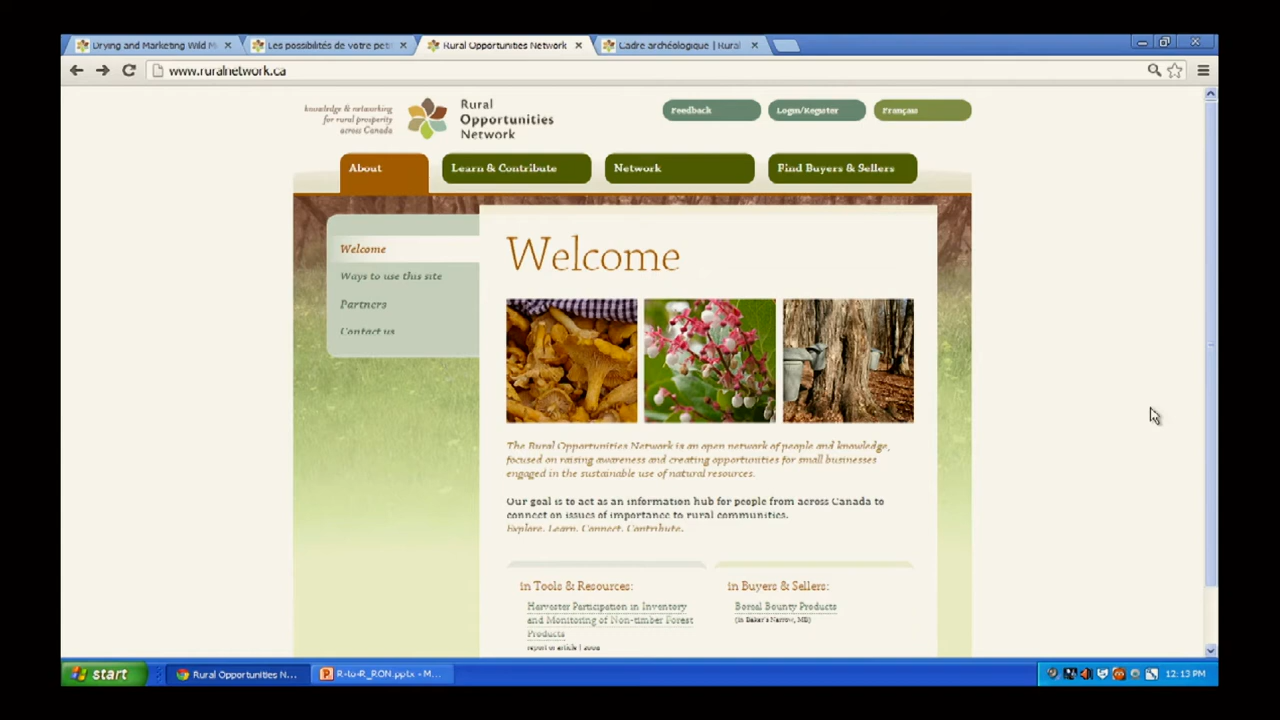 Drying and Marketing Wild M
Les possibilités de votre peti
Rural Opportunities Network
Cadre archéologique | Rural
www.ruralnetwork.ca
knowledge & networking
for rural prosperity
across Canada
Rural
Opportunities
Network
Feedback
Login/Register
Français
About
Learn & Contribute
Network
Find Buyers & Sellers
Welcome
Ways to use this site
Partners
Contact us
Welcome
The Rural Opportunities Network is an open network of people and knowledge,
focused on raising awareness and creating opportunities for small businesses
engaged in the sustainable use of natural resources.
Our goal is to act as an information hub for people from across Canada to
connect on issues of importance to rural communities.
Explore. Learn. Connect. Contribute.
in Tools & Resources:
Harvester Participation in Inventory
and Monitoring of Non-timber Forest
Products
report or article |
in Buyers & Sellers:
Boreal Bounty Products
(in Baker's Narrow, MB)
start
Rural Opportunities N...
R-to-R_RON.pptx - M...
12:13 PM